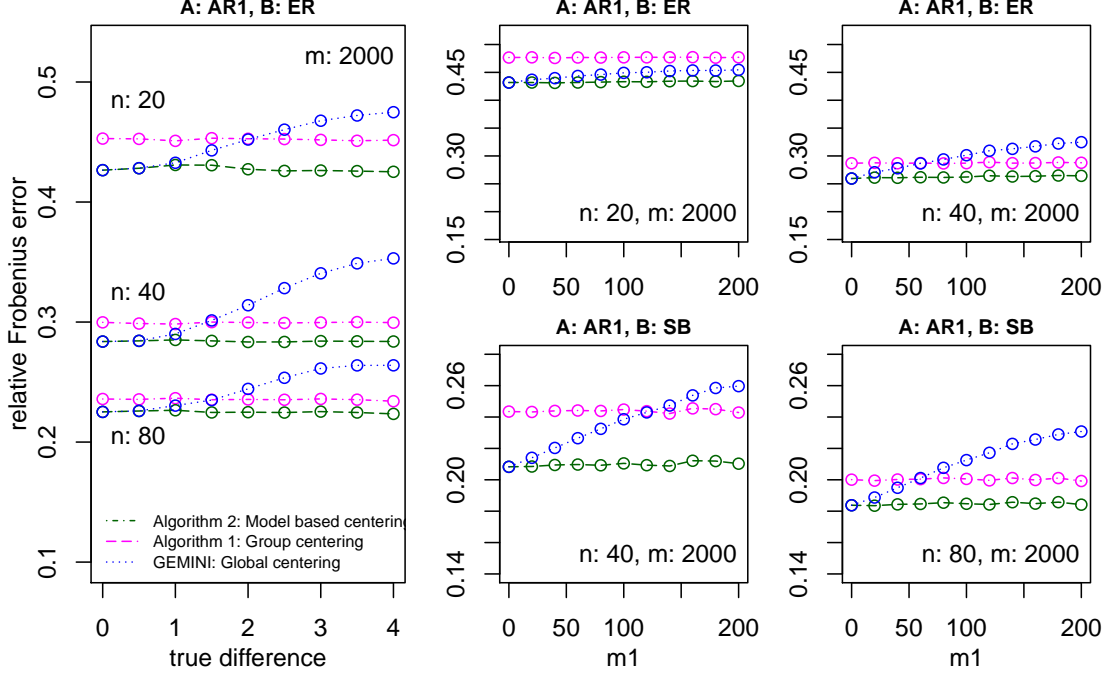 A: AR1, B: ER
m: 2000
n: 20
n: 40
n: 80
relative Frobenius error
0.5
0.4
0.3
0.2
0.1
Algorithm 2: Model based centering
Algorithm 1: Group centering
GEMINI: Global centering
0 1 2 3 4
true difference
A: AR1, B: ER
0.45
0.30
0.15
n: 20, m: 2000
0 50 100 200
A: AR1, B: ER
0.45
0.30
0.15
n: 40, m: 2000
0 50 100 200
A: AR1, B: SB
0.26
0.20
0.14
n: 40, m: 2000
0 50 100 200
m1
A: AR1, B: SB
0.26
0.20
0.14
n: 80, m: 2000
0 50 100 200
m1